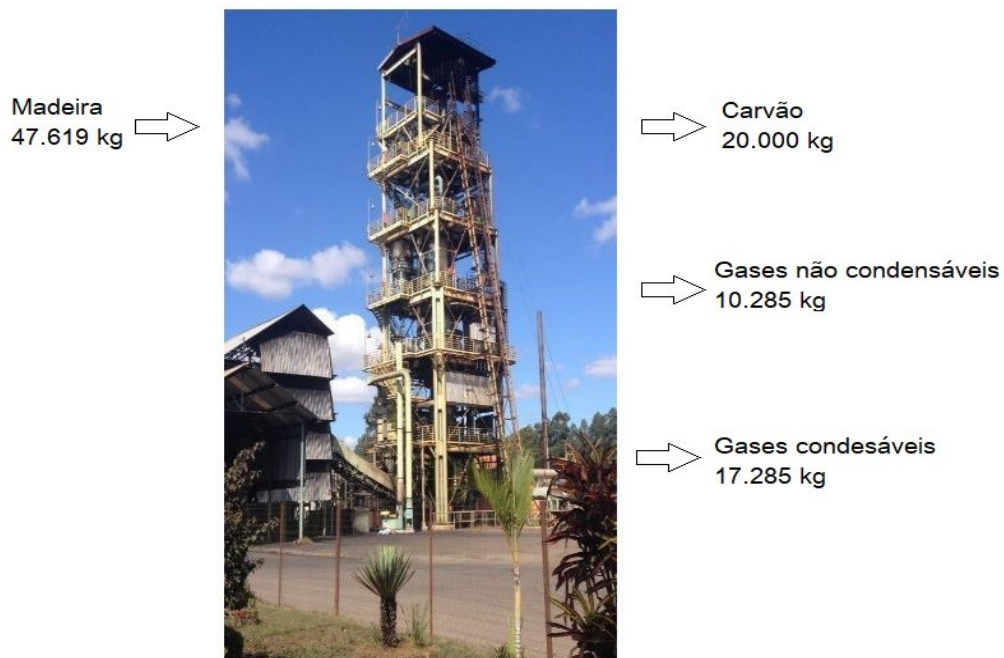 Madeira
47.619 kg
Carvão
20.000 kg
Gases não condensáveis
10.285 kg
Gases condesáveis
17.285 kg